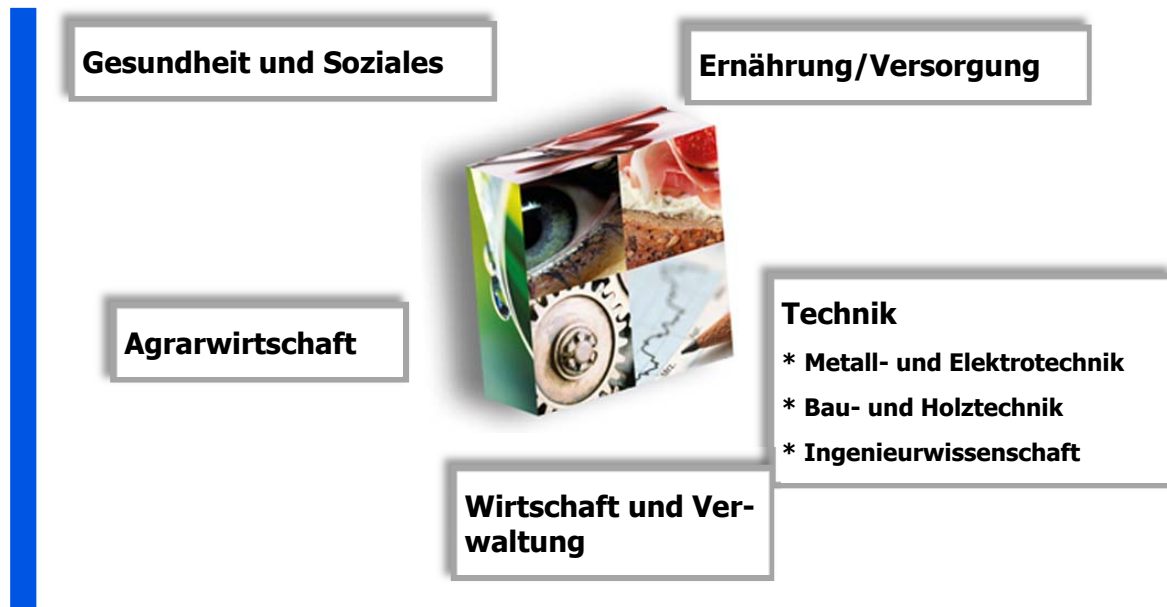 Gesundheit und Soziales
Ernährung/Versorgung
Agrarwirtschaft
Technik
* Metall- und Elektrotechnik
* Bau- und Holztechnik
* Ingenieurwissenschaft
Wirtschaft und Ver-
waltung